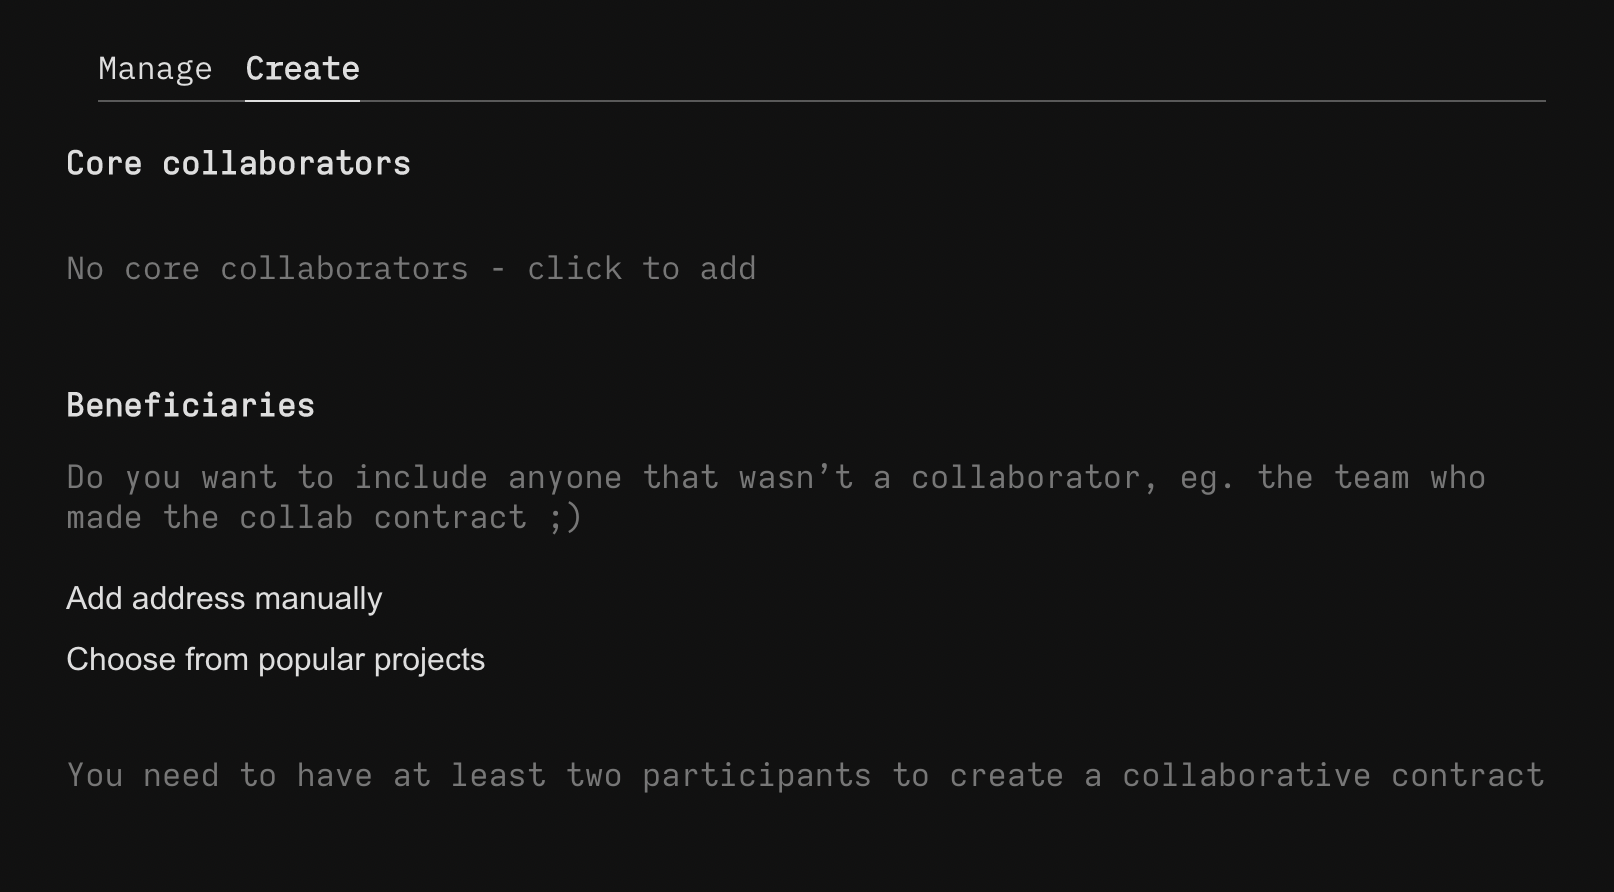 Manage Create
Core collaborators
No core collaborators - click to add
Beneficiaries
Do you want to include anyone that wasn’t a collaborator, eg. the team who
made the collab contract ;)
Add address manually
Choose from popular projects
You need to have at least two participants to create a collaborative contract